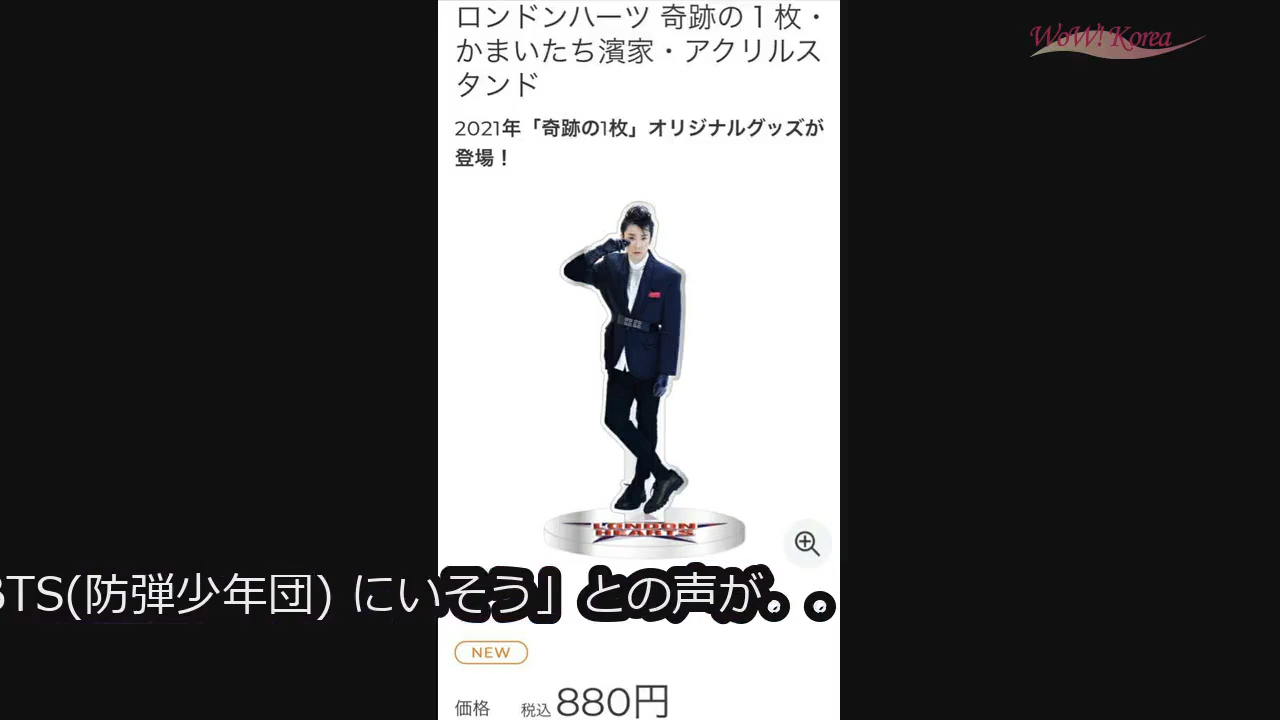 ロンドンハーツ 奇跡の１枚・
かまいたち濱家・アクリルス
タンド
WoW! Korea
2021年「奇跡の1枚」オリジナルグッズが
登場！
LONDON
HEARTS
BTS(防弾少年団) にいそう」との声が。。
NEW
価格 税込 880円